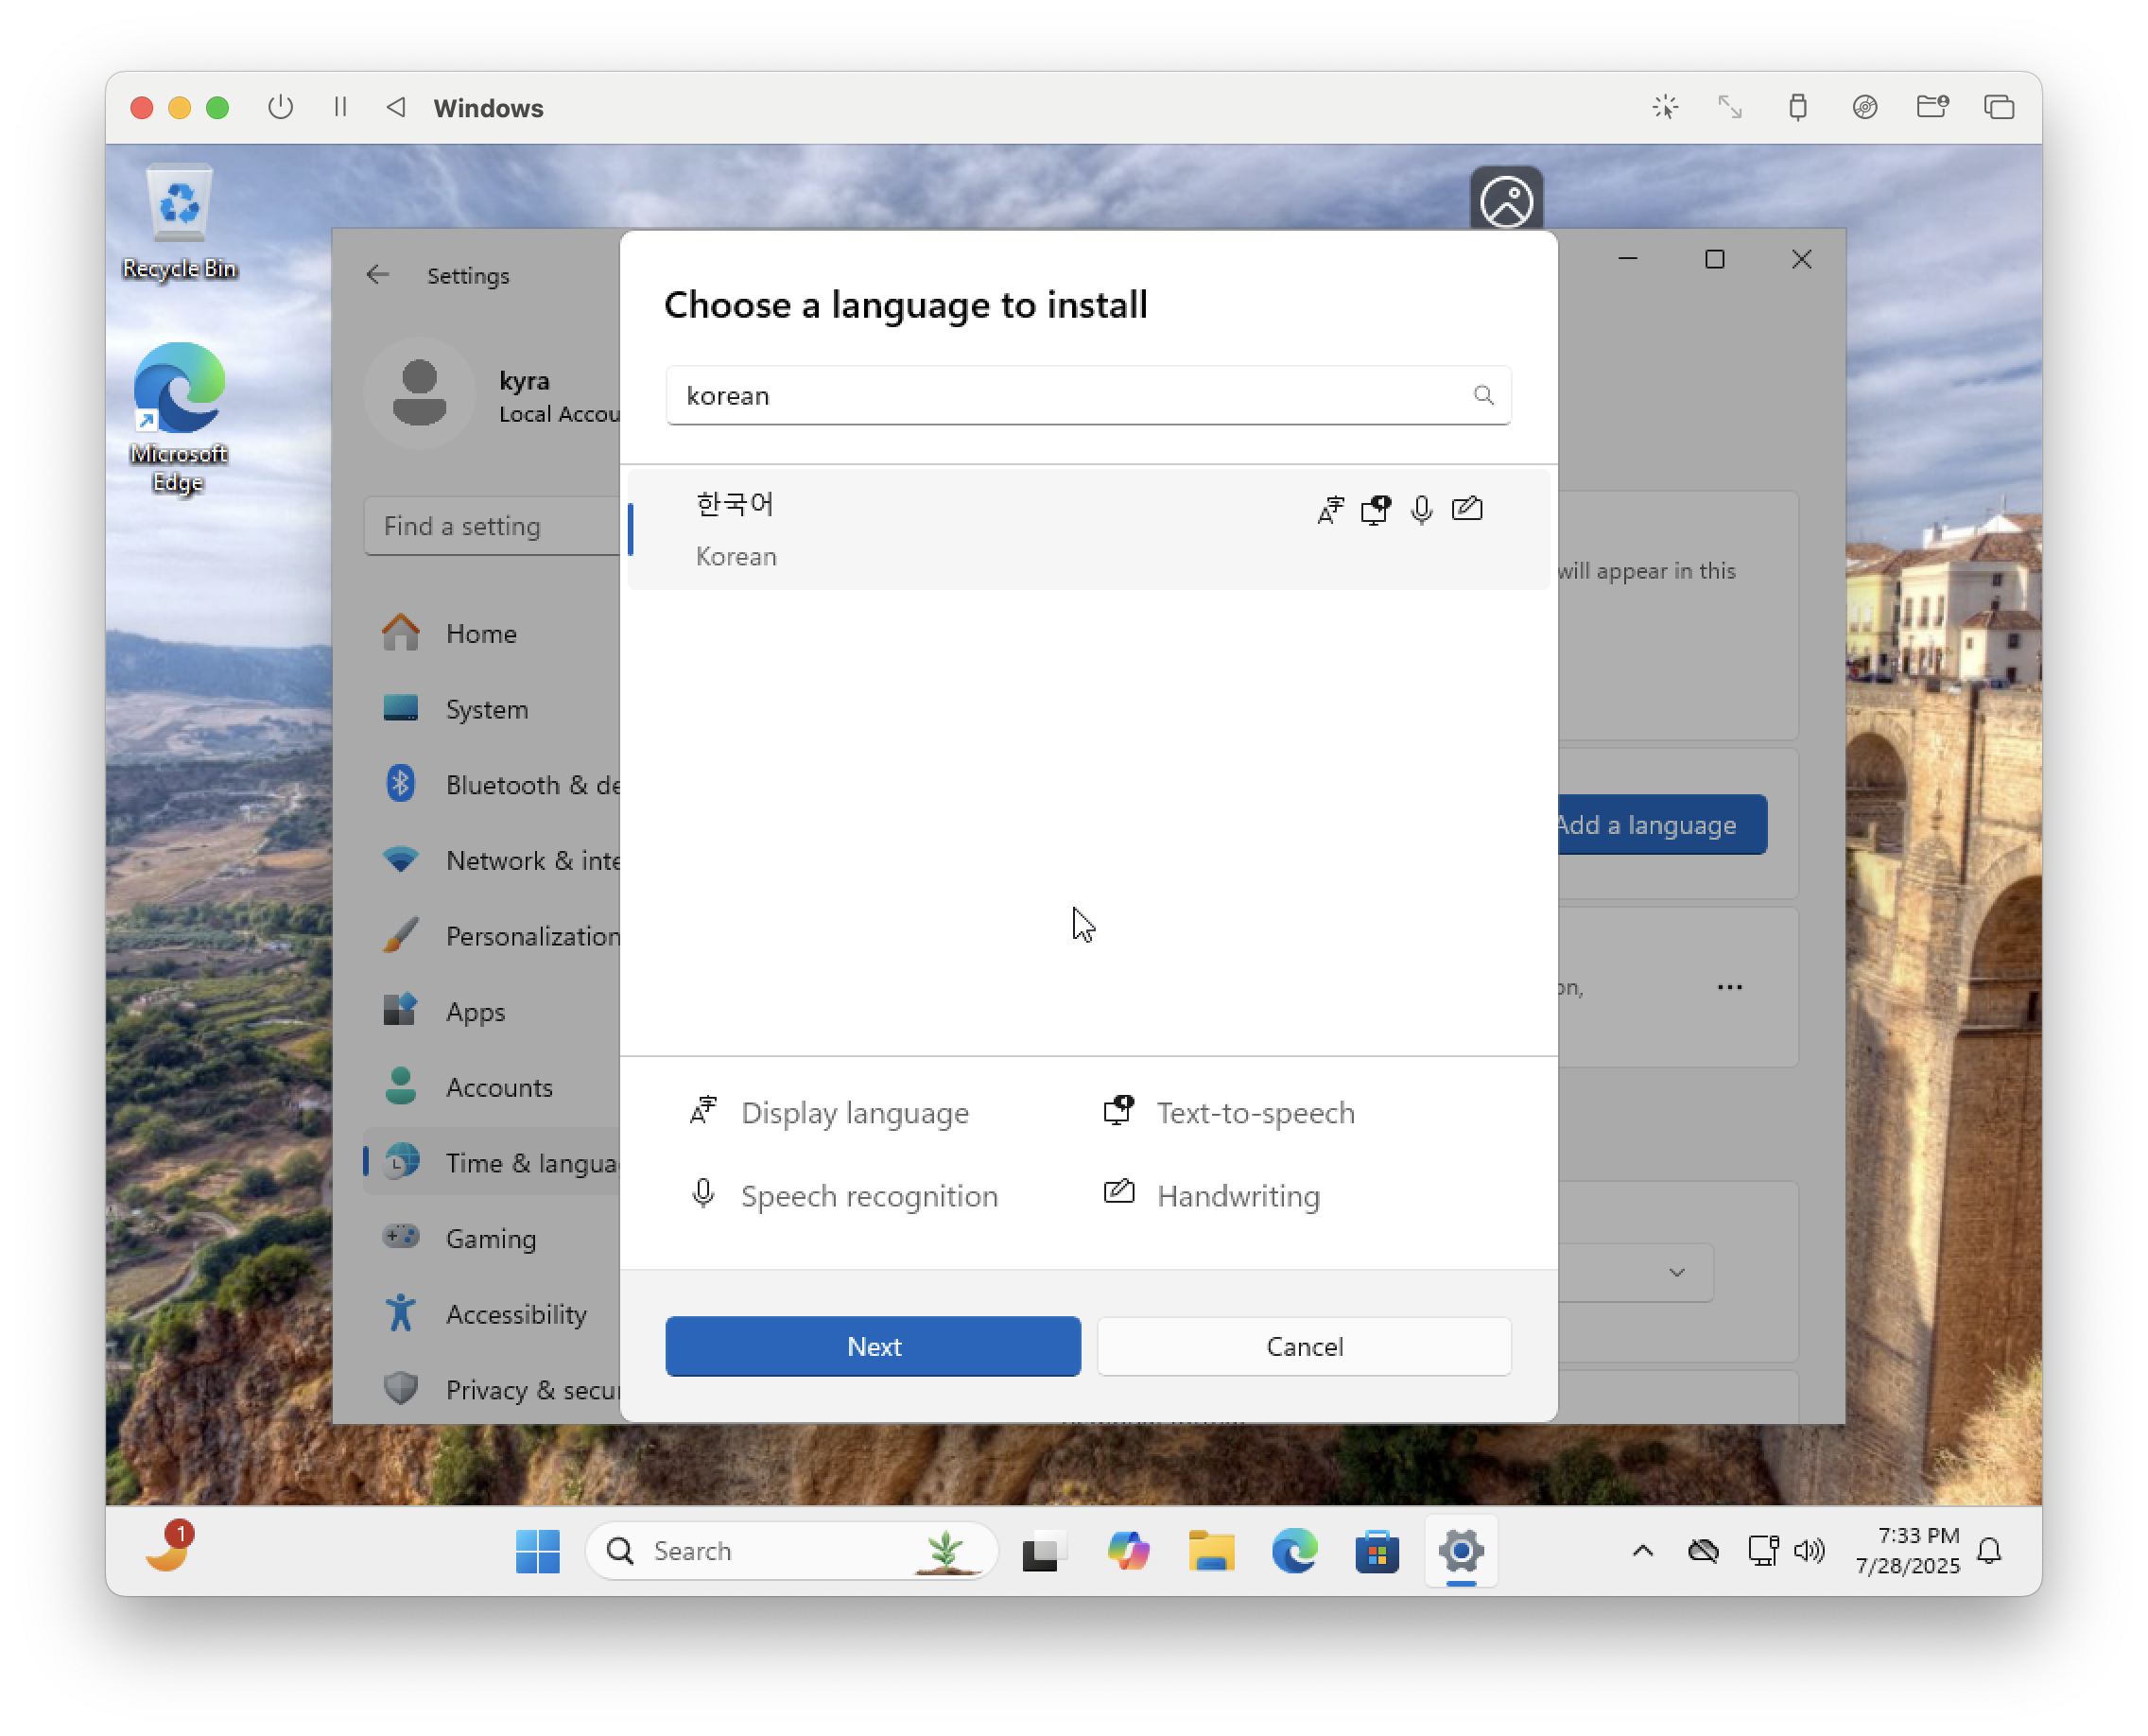 Windows
Recycle Bin
Microsoft
Edge
Settings
kyra
Local Accou
Find a setting
Home
System
Bluetooth & de
Network & inte
Personalization
Apps
Accounts
Time & langua
Gaming
Accessibility
Privacy & secur
Choose a language to install
korean
한국어
Korean
will appear in this
Add a language
on,
Display language
Text-to-speech
Speech recognition
Handwriting
Next
Cancel
1
Search
7:33 PM
7/28/2025